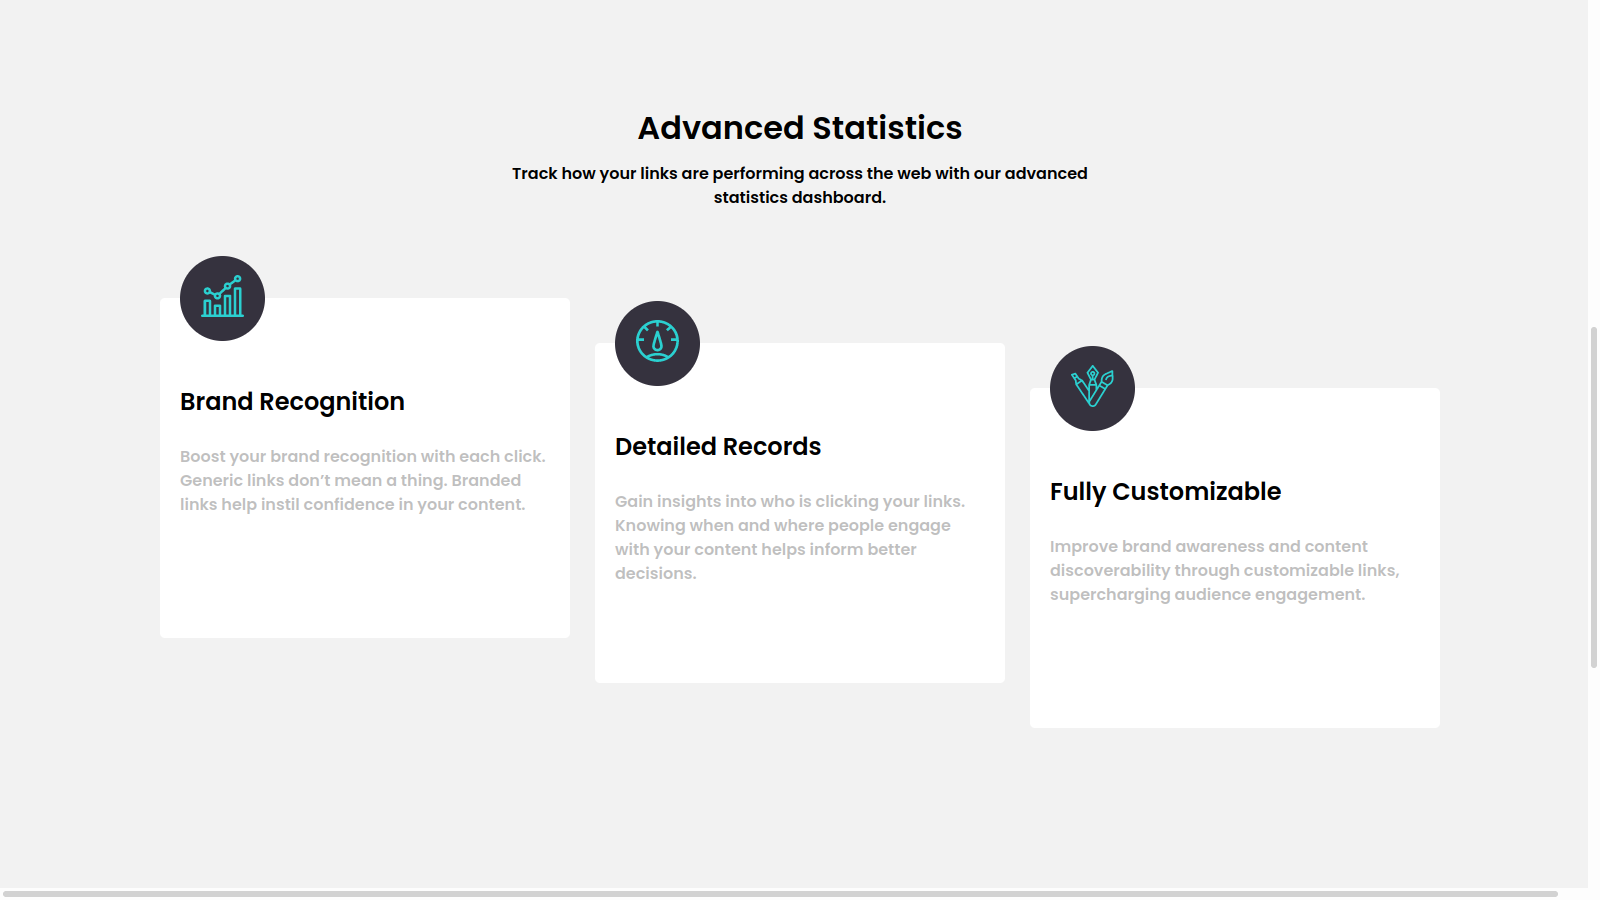 Advanced Statistics
Track how your links are performing across the web with our advanced
statistics dashboard.
Brand Recognition
Boost your brand recognition with each click.
Generic links don’t mean a thing. Branded
links help instil confidence in your content.
Detailed Records
Gain insights into who is clicking your links.
Knowing when and where people engage
with your content helps inform better
decisions.
Fully Customizable
Improve brand awareness and content
discoverability through customizable links,
supercharging audience engagement.